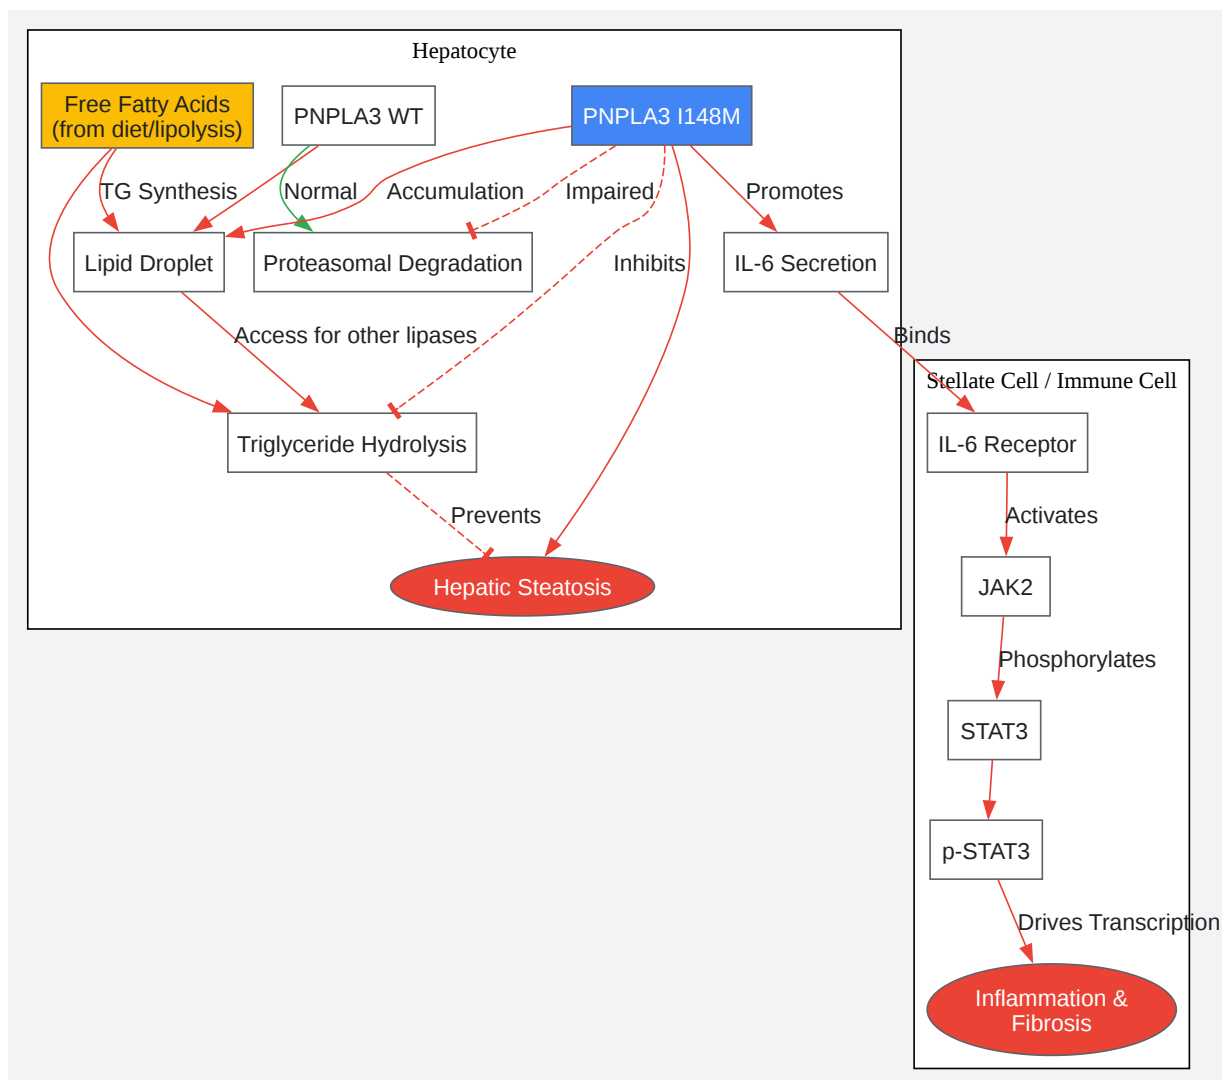 Hepatocyte
Free Fatty Acids
(from diet/lipolysis)
PNPLA3 WT
PNPLA3 I148M
TG Synthesis
Normal
Accumulation
Impaired
Promotes
Lipid Droplet
Proteasomal Degradation
Inhibits
IL-6 Secretion
Access for other lipases
Binds
Stellate Cell / Immune Cell
Triglyceride Hydrolysis
IL-6 Receptor
Prevents
Activates
Hepatic Steatosis
JAK2
Phosphorylates
STAT3
p-STAT3
Drives Transcription
Inflammation &
Fibrosis